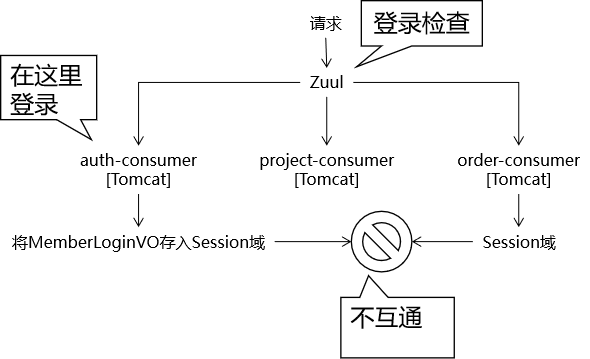 请求
登录检查
Zuul
在这里
登录
auth-consumer
[Tomcat]
project-consumer
[Tomcat]
order-consumer
[Tomcat]
将MemberLoginVO存入Session域
Session域
不互通